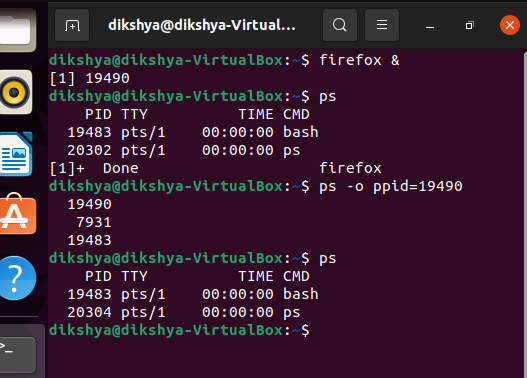 dikshya@dikshya-Virtual...
dikshya@dikshya-VirtualBox:~$ firefox &
[1] 19490
dikshya@dikshya-VirtualBox:~$ ps
    PID TTY          TIME CMD
  19483 pts/1    00:00:00 bash
  20302 pts/1    00:00:00 ps
[1]+  Done                    firefox
dikshya@dikshya-VirtualBox:~$ ps -o ppid=19490
  19490
   7931
  19483
dikshya@dikshya-VirtualBox:~$ ps
    PID TTY          TIME CMD
  19483 pts/1    00:00:00 bash
  20304 pts/1    00:00:00 ps
dikshya@dikshya-VirtualBox:~$